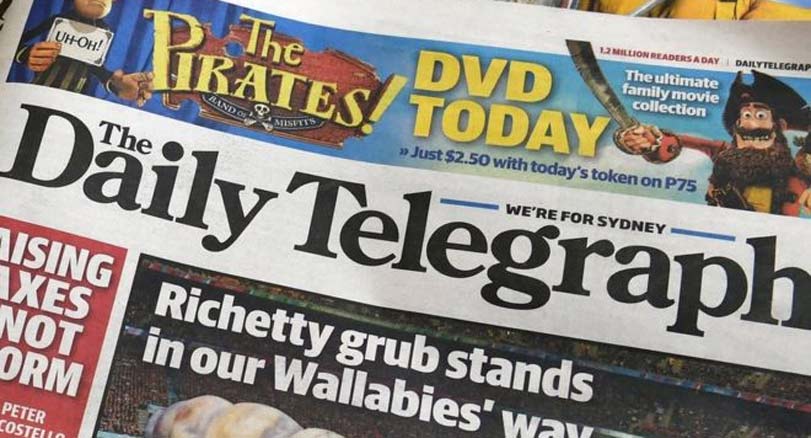 UH-OH!
The
PIRATES!
BAND OF MISFITS
DVD
TODAY
» Just $2.50 with today's token on P75
1.2 MILLION READERS A DAY | DAILYTELEGRAP
The ultimate
family movie
collection
The
Daily Telegraph
WE'RE FOR SYDNEY
AISING
AXES
NOT
ORM
PETER
COSTELLO
Richetty grub stands
in our Wallabies' way